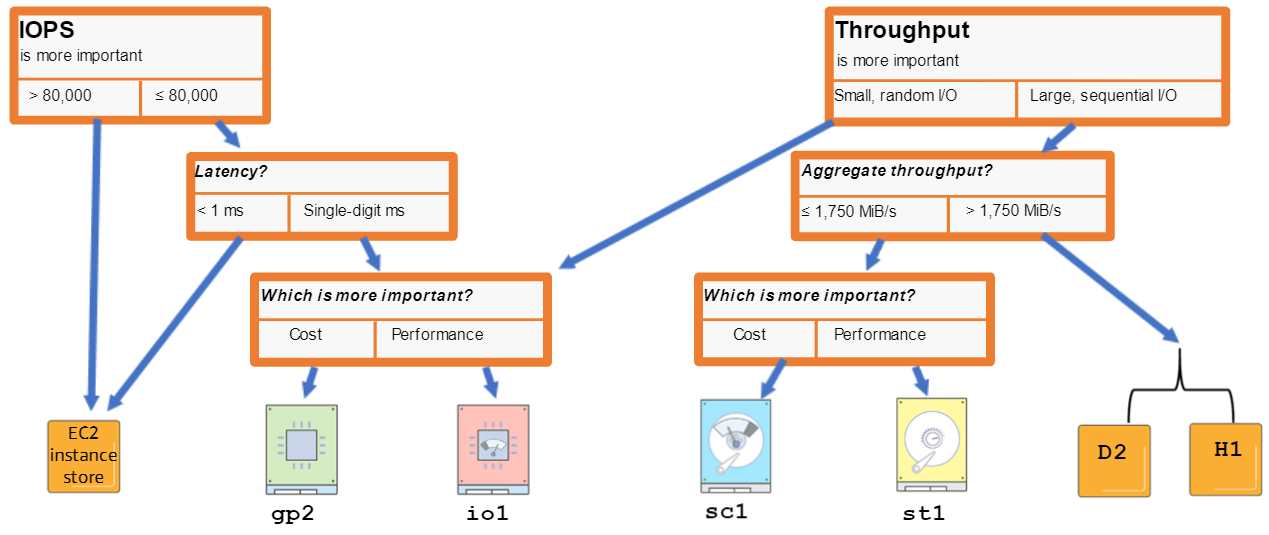 IOPS
is more important
> 80,000
≤ 80,000
Throughput
is more important
Small, random I/O
Large, sequential I/O
Latency?
< 1 ms
Single-digit ms
Aggregate throughput?
≤ 1,750 MiB/s
> 1,750 MiB/s
Which is more important?
Cost
Performance
Which is more important?
Cost
Performance
EC2
instance
store
gp2
io1
sc1
st1
D2
H1